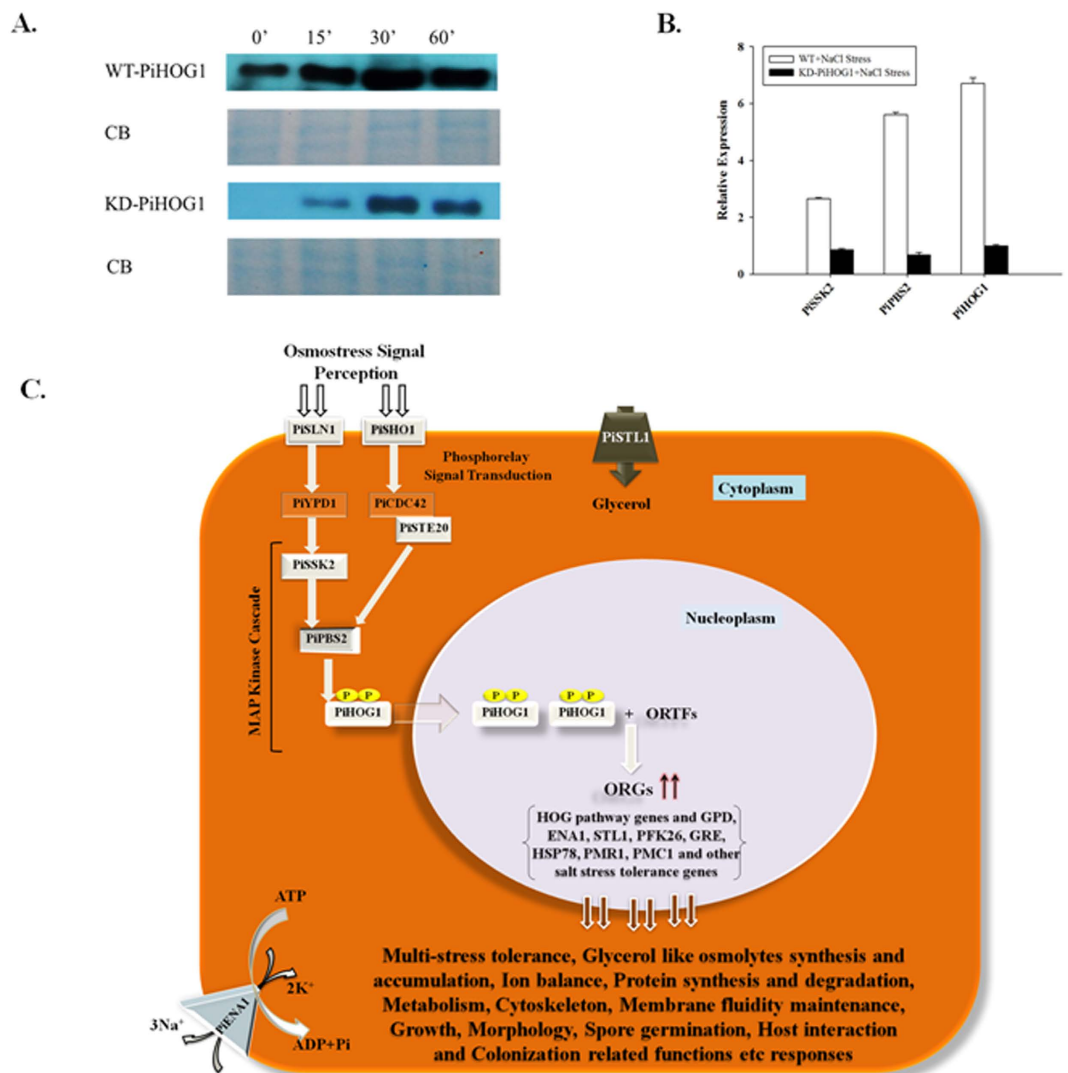 A.
0’ 15’ 30’ 60’
WT-PiHOG1
CB
KD-PiHOG1
CB
B.
8
6
4
2
0
Relative Expression
WT+NaCl Stress
KD-PiHOG1+NaCl Stress
PiSSK2
PiPBS2
PiHOG1
C.
Osmostress Signal
Perception
PiSLN1
PiSHO1
Phosphorelay
Signal Transduction
PiYPD1
PiCDC42
PiSTE20
PiSSK2
PiPBS2
MAP Kinase Cascade
P P
PiHOG1
PiSTL1
Glycerol
Cytoplasm
Nucleoplasm
P P
PiHOG1
P P
PiHOG1
+ ORTFs
ORGs
HOG pathway genes and GPD,
ENA1, STL1, PFK26, GRE,
HSP78, PMR1, PMC1 and other
salt stress tolerance genes
ATP
2K+
3Na+
PiENA1
ADP+Pi
Multi-stress tolerance, Glycerol like osmolytes synthesis and
accumulation, Ion balance, Protein synthesis and degradation,
Metabolism, Cytoskeleton, Membrane fluidity maintenance,
Growth, Morphology, Spore germination, Host interaction
and Colonization related functions etc responses